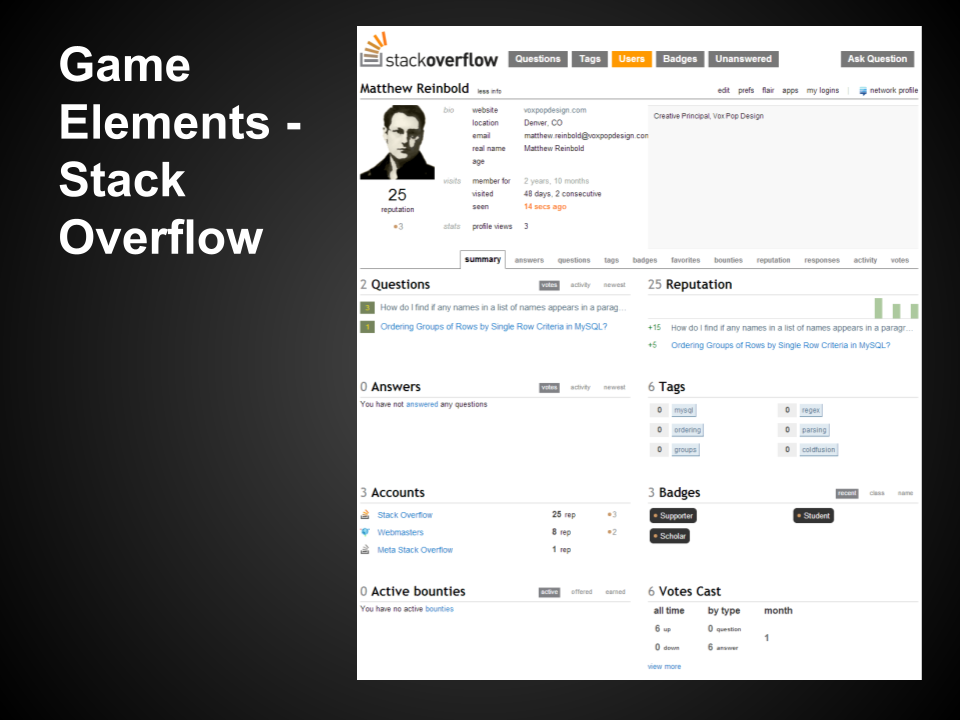 Game
Elements -
Stack
Overflow
stackoverflow Questions Tags Users Badges Unanswered Ask Question
Matthew Reinbold less info edit prefs flair apps my logins | network profile
bio website voxpopdesign.com
location Denver, CO
email matthew.reinbold@voxpopdesign.con
real name Matthew Reinbold
age
Creative Principal, Vox Pop Design
25
reputation
3
visits member for 2 years, 10 months
visited 48 days, 2 consecutive
seen 14 secs ago
stats profile views 3
summary answers questions tags badges favorites bounties reputation responses activity votes
2 Questions votes activity newest
3 How do I find if any names in a list of names appears in a parag...
1 Ordering Groups of Rows by Single Row Criteria in MySQL?
25 Reputation
+15 How do I find if any names in a list of names appears in a paragr...
+5 Ordering Groups of Rows by Single Row Criteria in MySQL?
0 Answers votes activity newest
You have not answered any questions
6 Tags
0 mysql 0 regex
0 ordering 0 parsing
0 groups 0 coldfusion
3 Accounts
Stack Overflow 25 rep 3
Webmasters 8 rep 2
Meta Stack Overflow 1 rep
3 Badges recent class name
Supporter Student
Scholar
0 Active bounties active offered earned
You have no active bounties
6 Votes Cast
all time by type month
6 up 0 question
1
0 down 6 answer
view more